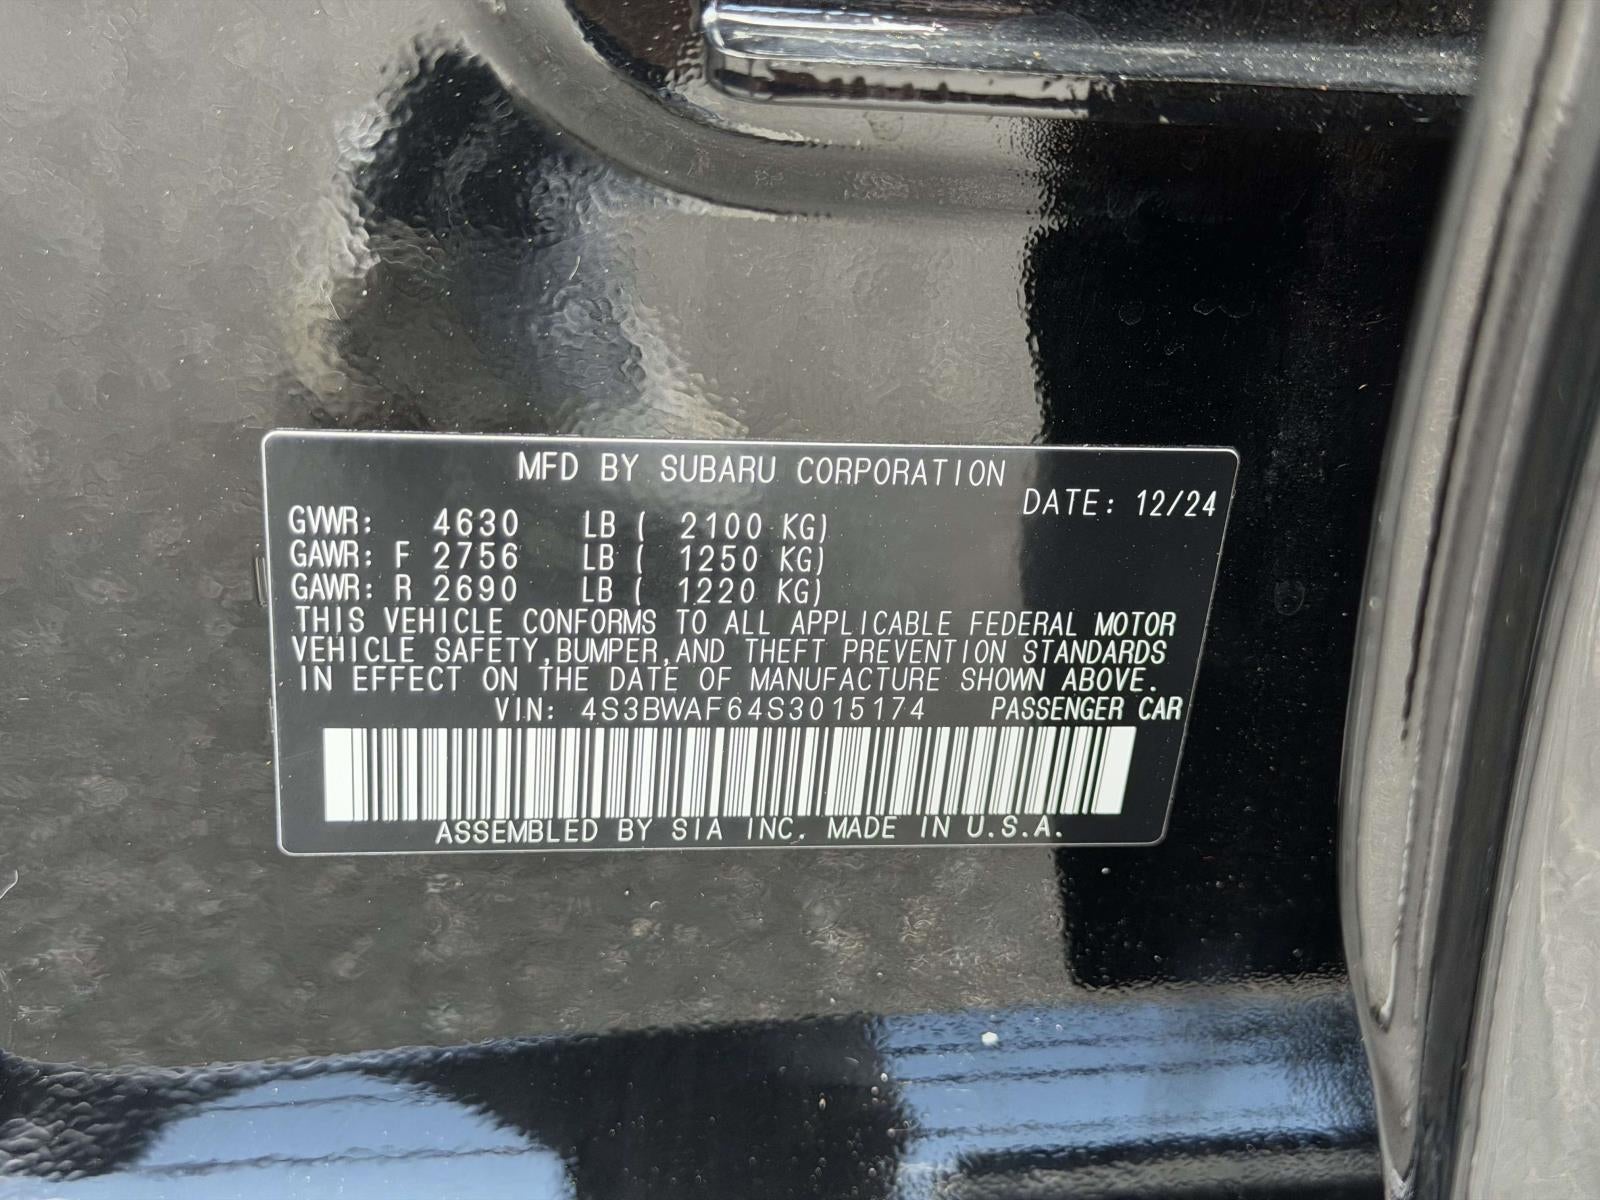 MFD BY SUBARU CORPORATION
DATE: 12/24
GVWR: 4630 LB ( 2100 KG)
GAWR: F 2756 LB ( 1250 KG)
GAWR: R 2690 LB ( 1220 KG)
THIS VEHICLE CONFORMS TO ALL APPLICABLE FEDERAL MOTOR
VEHICLE SAFETY,BUMPER,AND THEFT PREVENTION STANDARDS
IN EFFECT ON THE DATE OF MANUFACTURE SHOWN ABOVE.
VIN: 4S3BWAF64S3015174 PASSENGER CAR
ASSEMBLED BY SIA INC. MADE IN U.S.A.